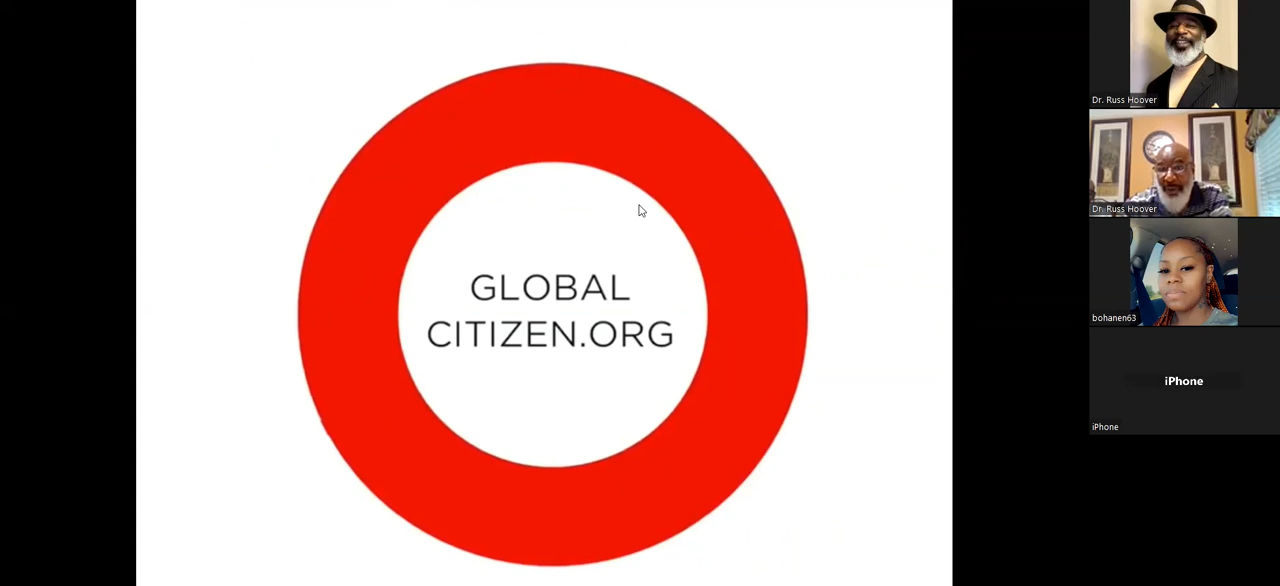 GLOBAL
CITIZEN.ORG
Dr. Russ Hoover
Dr. Russ Hoover
bohanen63
iPhone
iPhone